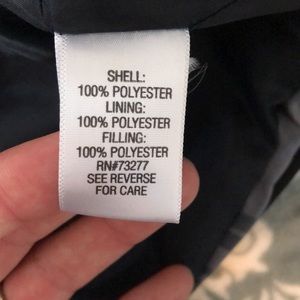 SHELL:
100% POLYESTER
LINING:
100% POLYESTER
FILLING:
100% POLYESTER
RN#73277
SEE REVERSE
FOR CARE